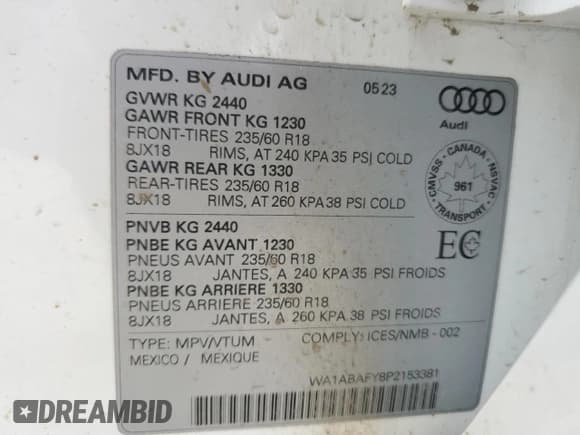 MFD. BY AUDI AG 05 23
Audi
GVWR KG 2440
GAWR FRONT KG 1230
FRONT-TIRES 235/60 R18
8JX18 RIMS, AT 240 KPA 35 PSI COLD
GAWR REAR KG 1330
REAR-TIRES 235/60 R18
8JX18 RIMS, AT 260 KPA 38 PSI COLD
CMVSS - CANADA - NSVAC
961
TRANSPORT
PNVB KG 2440
PNBE KG AVANT 1230
PNEUS AVANT 235/60 R18
8JX18 JANTES, A 240 KPA 35 PSI FROIDS
PNBE KG ARRIERE 1330
PNEUS ARRIERE 235/60 R18
8JX18 JANTES, A 260 KPA 38 PSI FROIDS
EC
TYPE: MPV/VTUM COMPLY: ICES/NMB - 002
MEXICO / MEXIQUE
WA1ABAFY8P2153381
DREAMBID